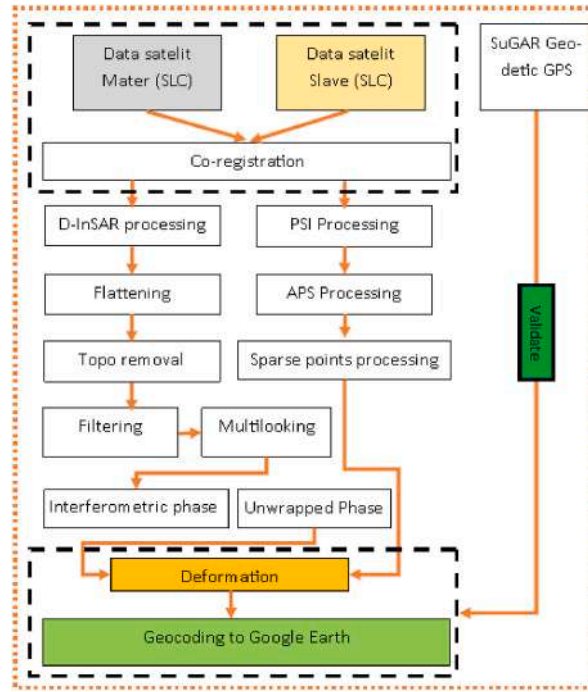 Data satelit
Mater (SLC)
Data satelit
Slave (SLC)
SuGAR Geo-
detic GPS
Co-registration
D-InSAR processing
PSI Processing
Flattening
APS Processing
Validate
Topo removal
Sparse points processing
Filtering
Multilooking
Interferometric phase
Unwrapped Phase
Deformation
Geocoding to Google Earth